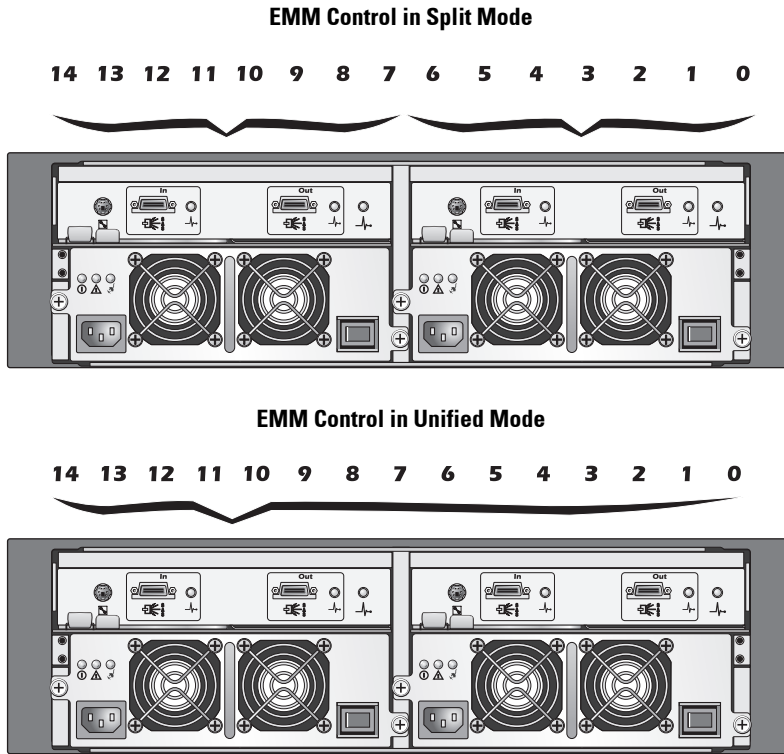 EMM Control in Split Mode
14 13 12 11 10 9 8 7 6 5 4 3 2 1 0
In Out In Out
EMM Control in Unified Mode
14 13 12 11 10 9 8 7 6 5 4 3 2 1 0
In Out In Out